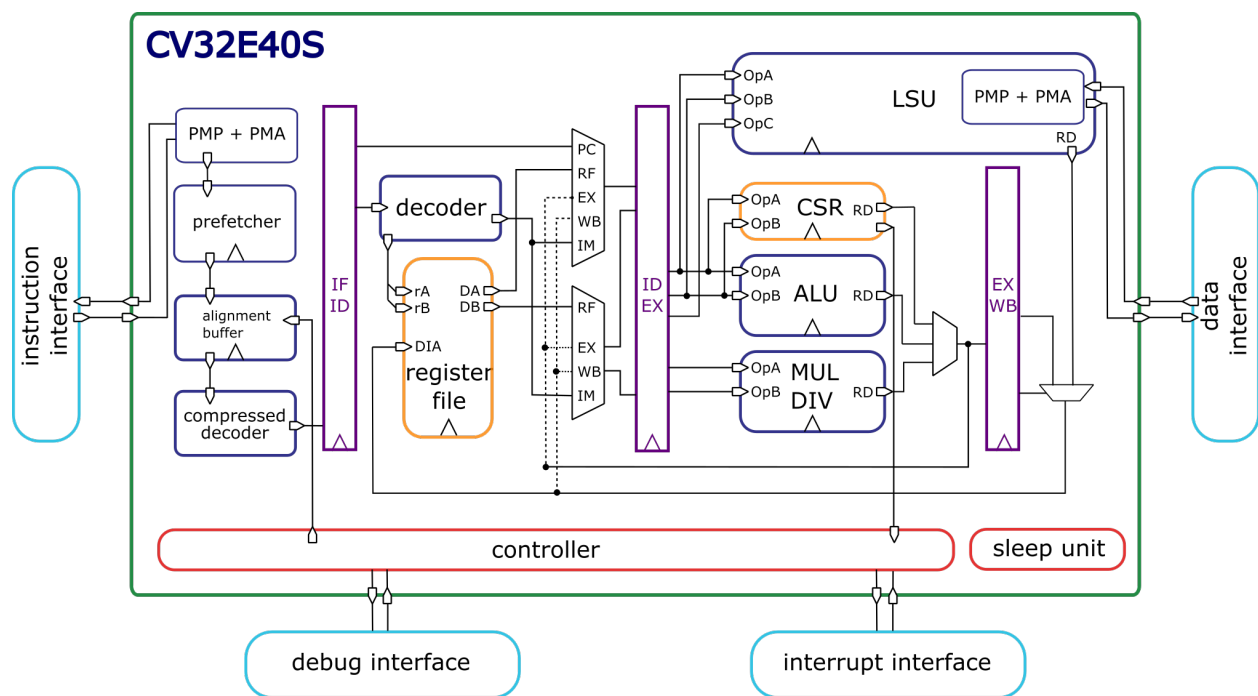 CV32E40S
PMP + PMA
prefetcher
alignment
buffer
compressed
decoder
instruction
interface
IF
ID
decoder
rA
rB
DIA
DA
DB
register
file
PC
RF
EX
WB
IM
RF
EX
WB
IM
ID
EX
OpA
OpB
OpC
LSU
PMP + PMA
RD
OpA
OpB
CSR
RD
OpA
OpB
ALU
RD
OpA
OpB
MUL
DIV
RD
EX
WB
data
interface
controller
sleep unit
debug interface
interrupt interface